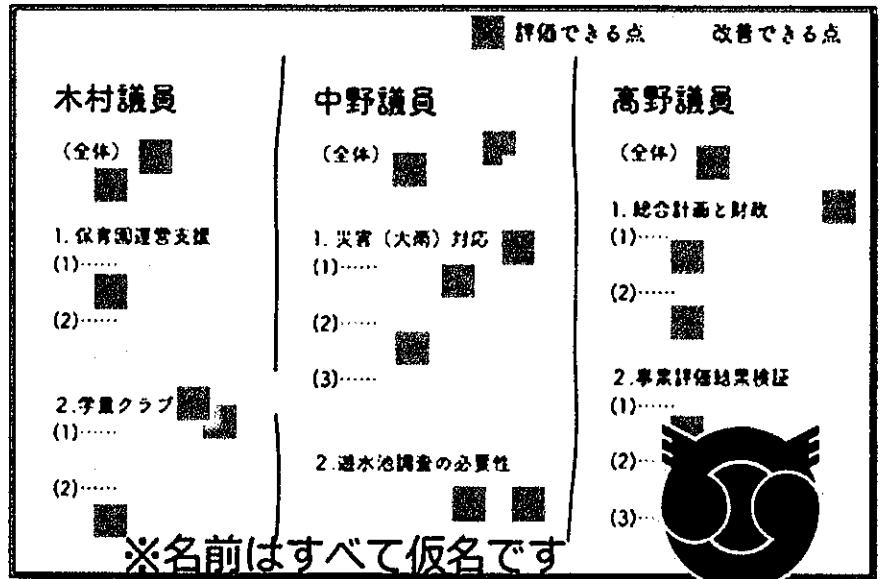 評価できる点 改善できる点
木村議員
(全体)
1. 保育園運営支援
(1)……
(2)……
2.学童クラブ
(1)……
(2)……
中野議員
(全体)
1. 災害(大雨)対応
(1)……
(2)……
(3)……
2.遊水池調査の必要性
高野議員
(全体)
1. 総合計画と財政
(1)……
(2)……
2.事業評価結果検証
(1)……
(2)…
(3)…
※名前はすべて仮名です